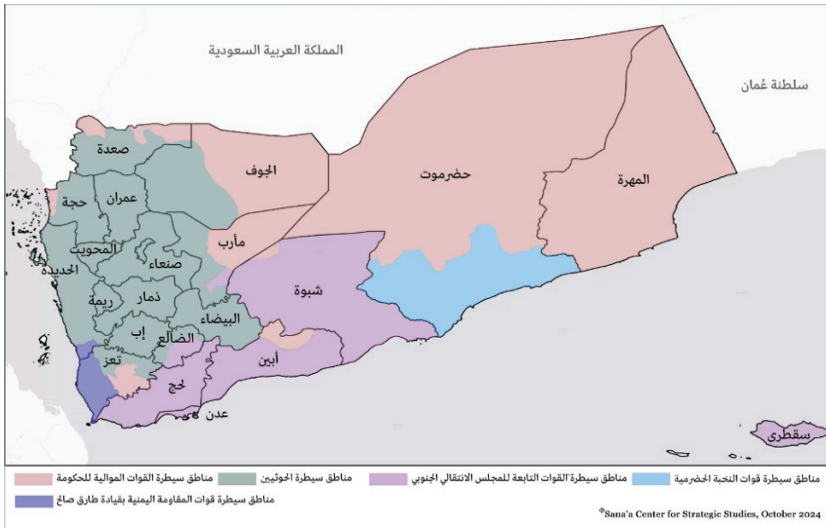 المملكة العربية السعودية
سلطنة عُمان
صعدة
الجوف
حضرموت
المهرة
حجة
عمران
مأرب
المحويت
صنعاء
الحديدة
شبوة
ريمة
ذمار
البيضاء
إب
الضالع
تعز
أبين
لحج
عدن
سقطرى
مناطق سيطرة القوات الموالية للحكومة
مناطق سيطرة الحوثيين
مناطق سيطرة القوات التابعة للمجلس الانتقالي الجنوبي
مناطق سيطرة قوات النخبة الحضرمية
مناطق سيطرة قوات المقاومة اليمنية بقيادة طارق صالح
®Sana'a Center for Strategic Studies, October 2024